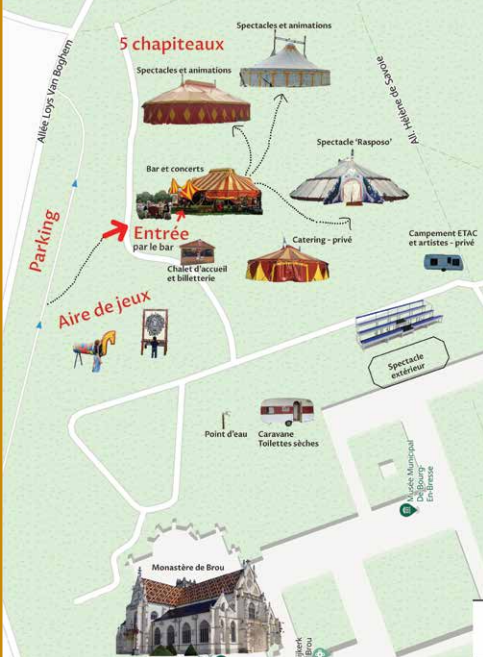 Spectacles et animations
5 chapiteaux
Allée Loys Van Boghem
Spectacles et animations
All. Hélène de Savoie
Spectacle 'Rasposo'
Bar et concerts
Parking
Entrée
par le bar
Catering - privé
Campement ETAC
et artistes - privé
Chalet d'accueil
et billetterie
Aire de jeux
Spectacle
extérieur
Point d'eau
Caravane
Toilettes sèches
Musée Municipal
De Bourg-
En-Bresse
Monastère de Brou
Brou